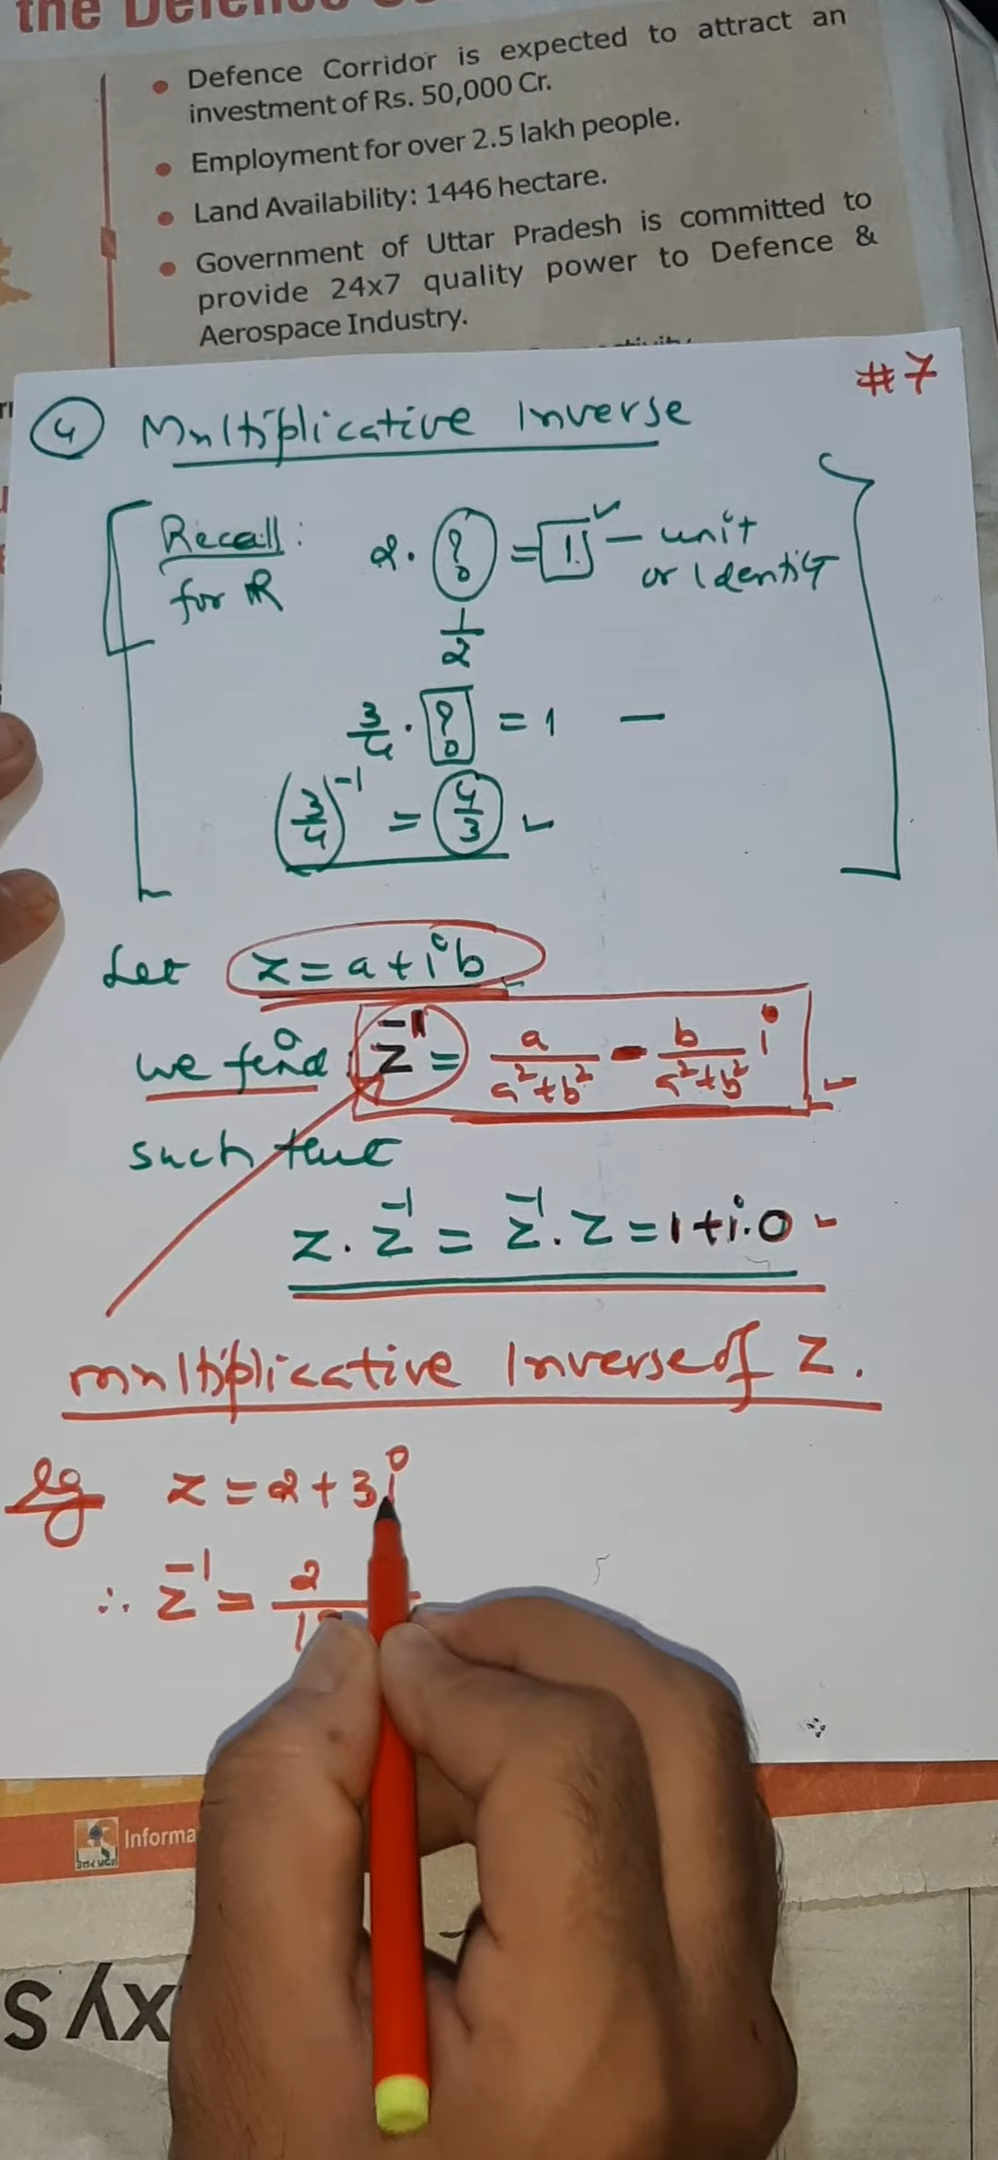 the Defence
• Defence Corridor is expected to attract an
investment of Rs. 50,000 Cr.
• Employment for over 2.5 lakh people.
• Land Availability: 1446 hectare.
• Government of Uttar Pradesh is committed to
provide 24x7 quality power to Defence &
Aerospace Industry.
#7
④ Multiplicative Inverse
Recall: 2 · ? = 1 — unit
for ℝ or Identity
1/2
3/4 · ? = 1 —
(3/4)⁻¹ = 4/3
Let z = a + ib
we find z⁻¹ = a/(a²+b²) - b/(a²+b²) i
such that
z · z⁻¹ = z⁻¹ · z = 1 + i·0
multiplicative Inverse of z.
eg z = 2 + 3i
∴ z⁻¹ = 2/
Informa